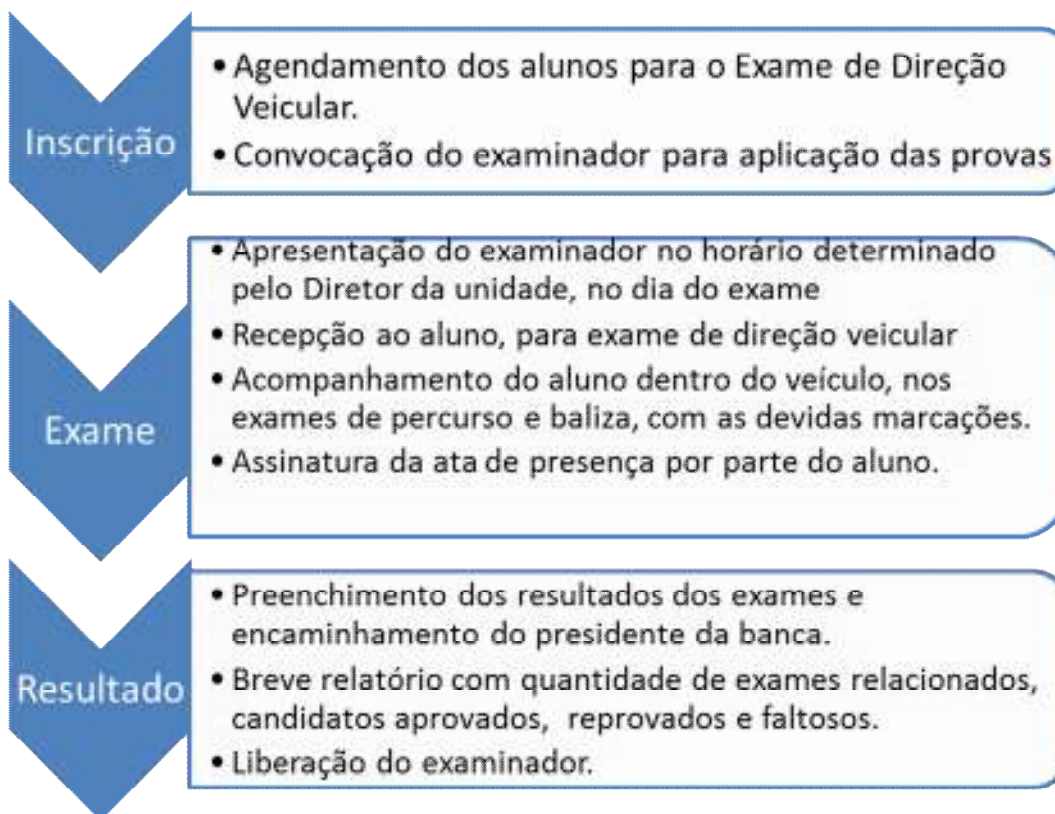 Inscrição
• Agendamento dos alunos para o Exame de Direção
Veicular.
• Convocação do examinador para aplicação das provas
Exame
• Apresentação do examinador no horário determinado
pelo Diretor da unidade, no dia do exame
• Recepção ao aluno, para exame de direção veicular
• Acompanhamento do aluno dentro do veículo, nos
exames de percurso e baliza, com as devidas marcações.
• Assinatura da ata de presença por parte do aluno.
Resultado
• Preenchimento dos resultados dos exames e
encaminhamento do presidente da banca.
• Breve relatório com quantidade de exames relacionados,
candidatos aprovados, reprovados e faltosos.
• Liberação do examinador.